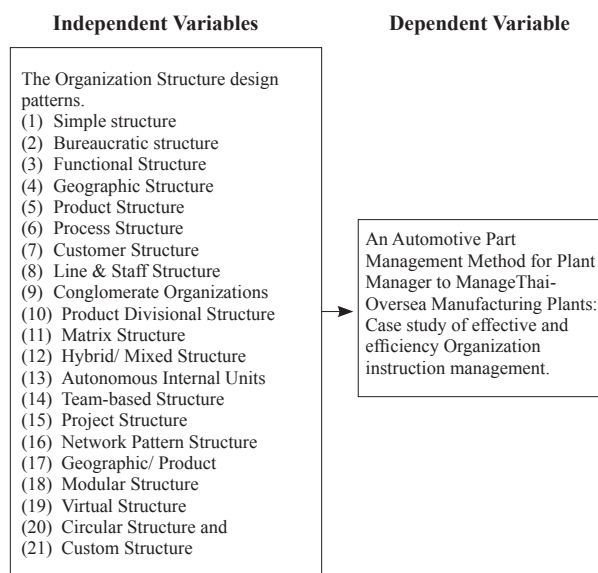 Independent Variables
Dependent Variable
The Organization Structure design
patterns.
(1) Simple structure
(2) Bureaucratic structure
(3) Functional Structure
(4) Geographic Structure
(5) Product Structure
(6) Process Structure
(7) Customer Structure
(8) Line & Staff Structure
(9) Conglomerate Organizations
(10) Product Divisional Structure
(11) Matrix Structure
(12) Hybrid/ Mixed Structure
(13) Autonomous Internal Units
(14) Team-based Structure
(15) Project Structure
(16) Network Pattern Structure
(17) Geographic/ Product
(18) Modular Structure
(19) Virtual Structure
(20) Circular Structure and
(21) Custom Structure
An Automotive Part
Management Method for Plant
Manager to ManageThai-
Oversea Manufacturing Plants:
Case study of effective and
efficiency Organization
instruction management.